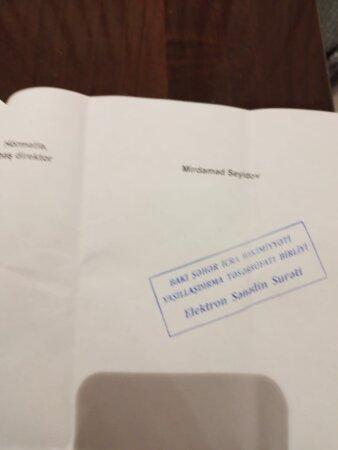 Hörmətlə,
baş direktor
Mirdamad Seyidov
BAKI ŞƏHƏR İCRA HAKİMİYYƏTİ
YAŞILLAŞDIRMA TƏSƏRRÜFATI BİRLİYİ
Elektron Sənədin Surəti